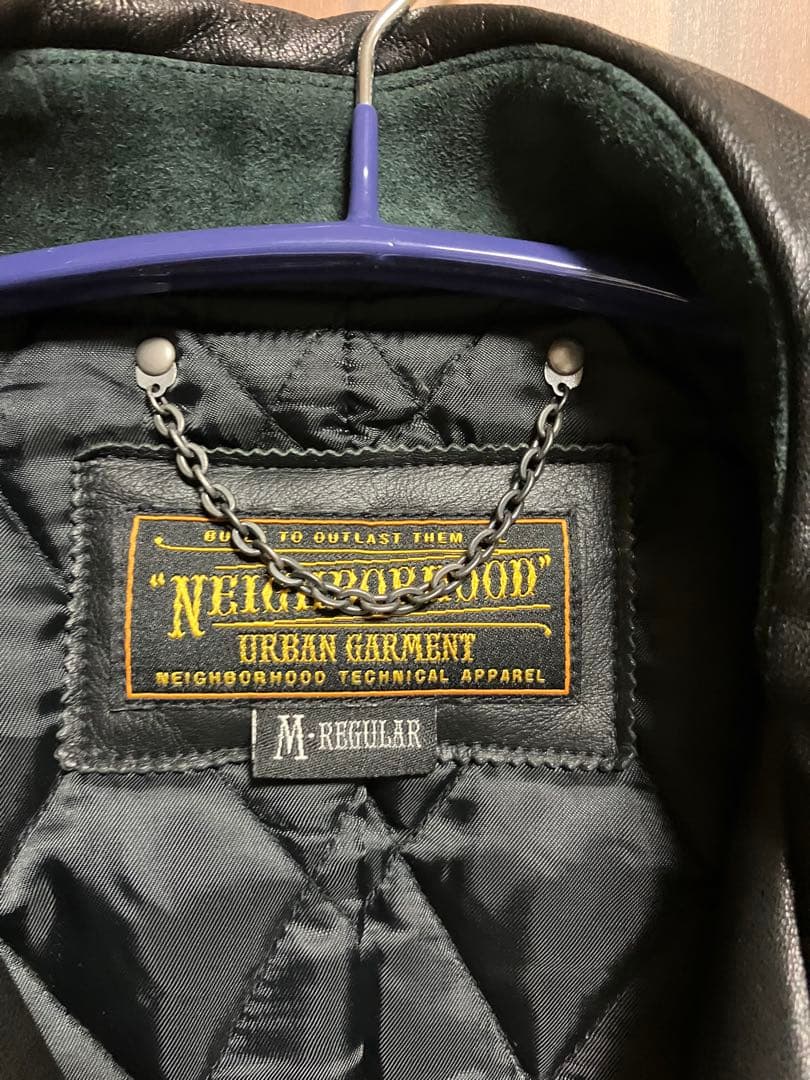 TO OUTLAST THEM
"NEIGHBORHOOD"
URBAN GARMENT
NEIGHBORHOOD TECHNICAL APPAREL
M·REGULAR